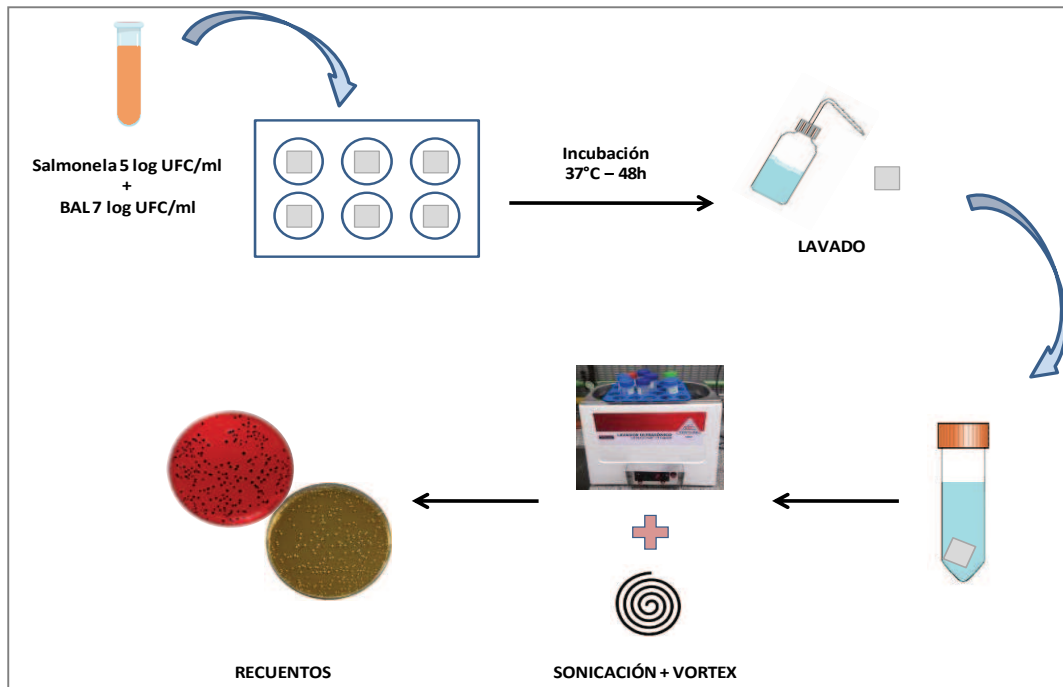 Salmonela 5 log UFC/ml
+
BAL 7 log UFC/ml
Incubación
37°C – 48h
LAVADO
RECUENTOS
SONICACIÓN + VORTEX